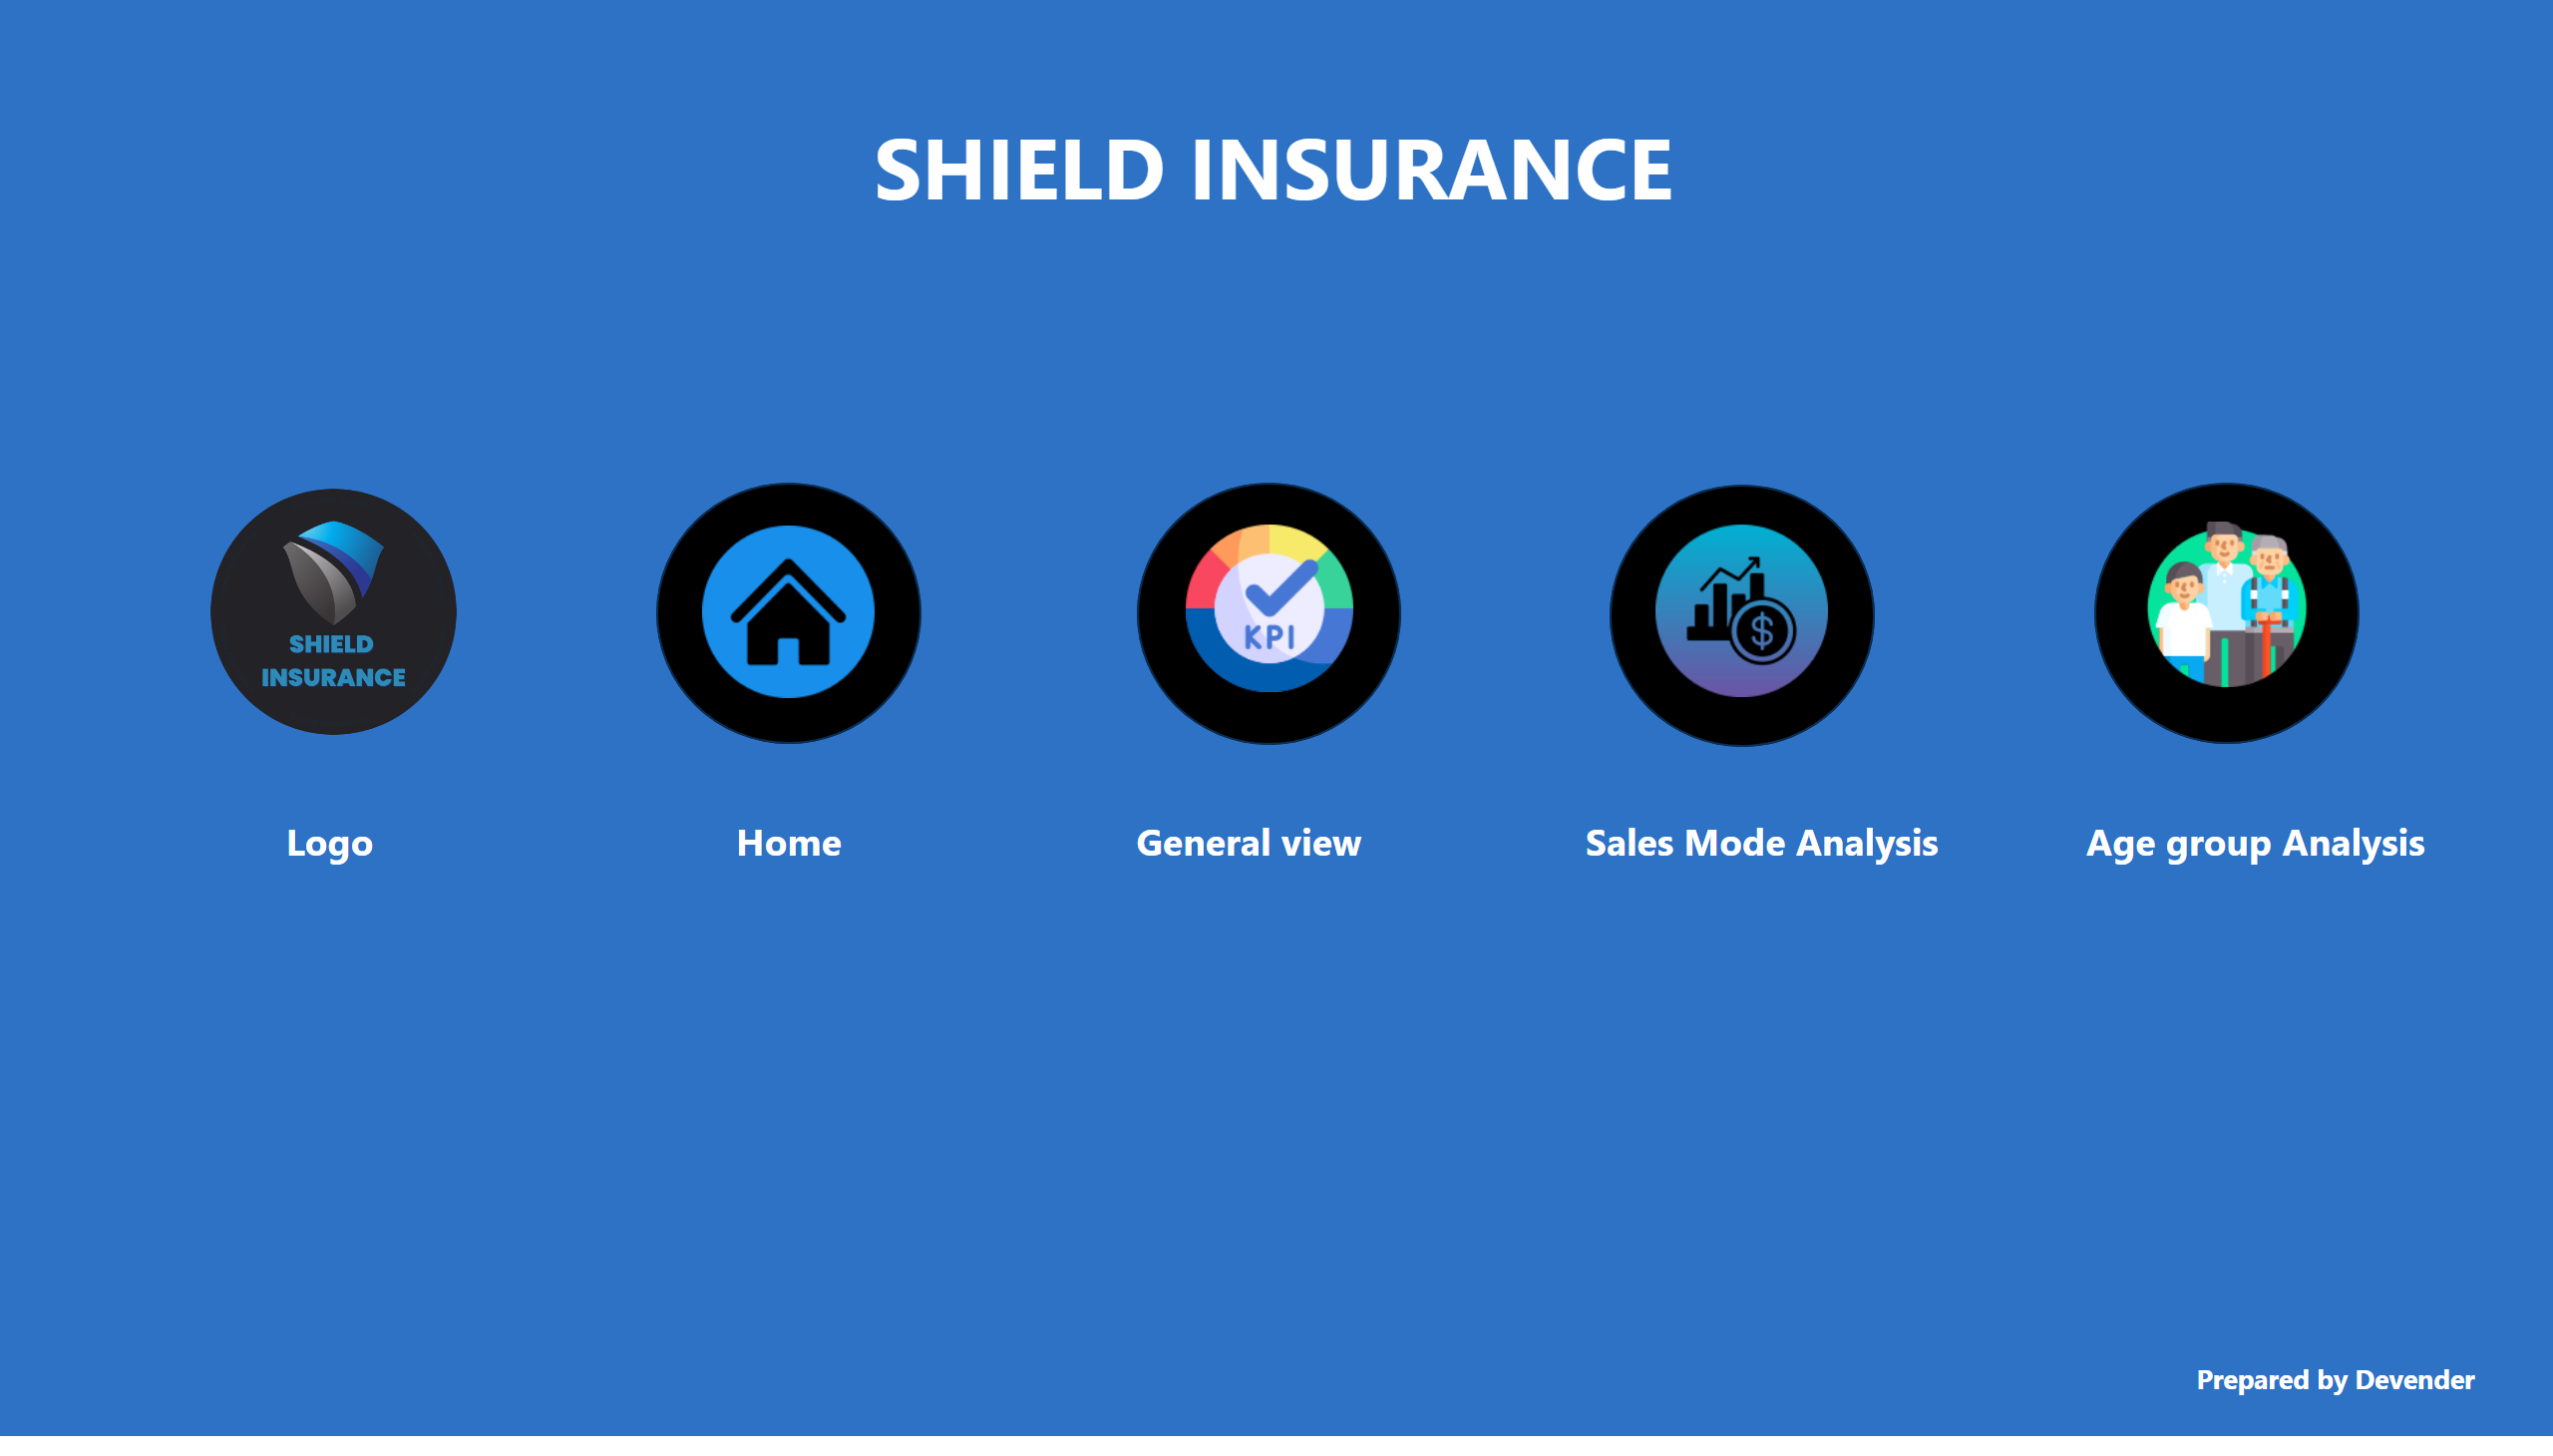 SHIELD INSURANCE
SHIELD
INSURANCE
KPI
$
Logo
Home
General view
Sales Mode Analysis
Age group Analysis
Prepared by Devender